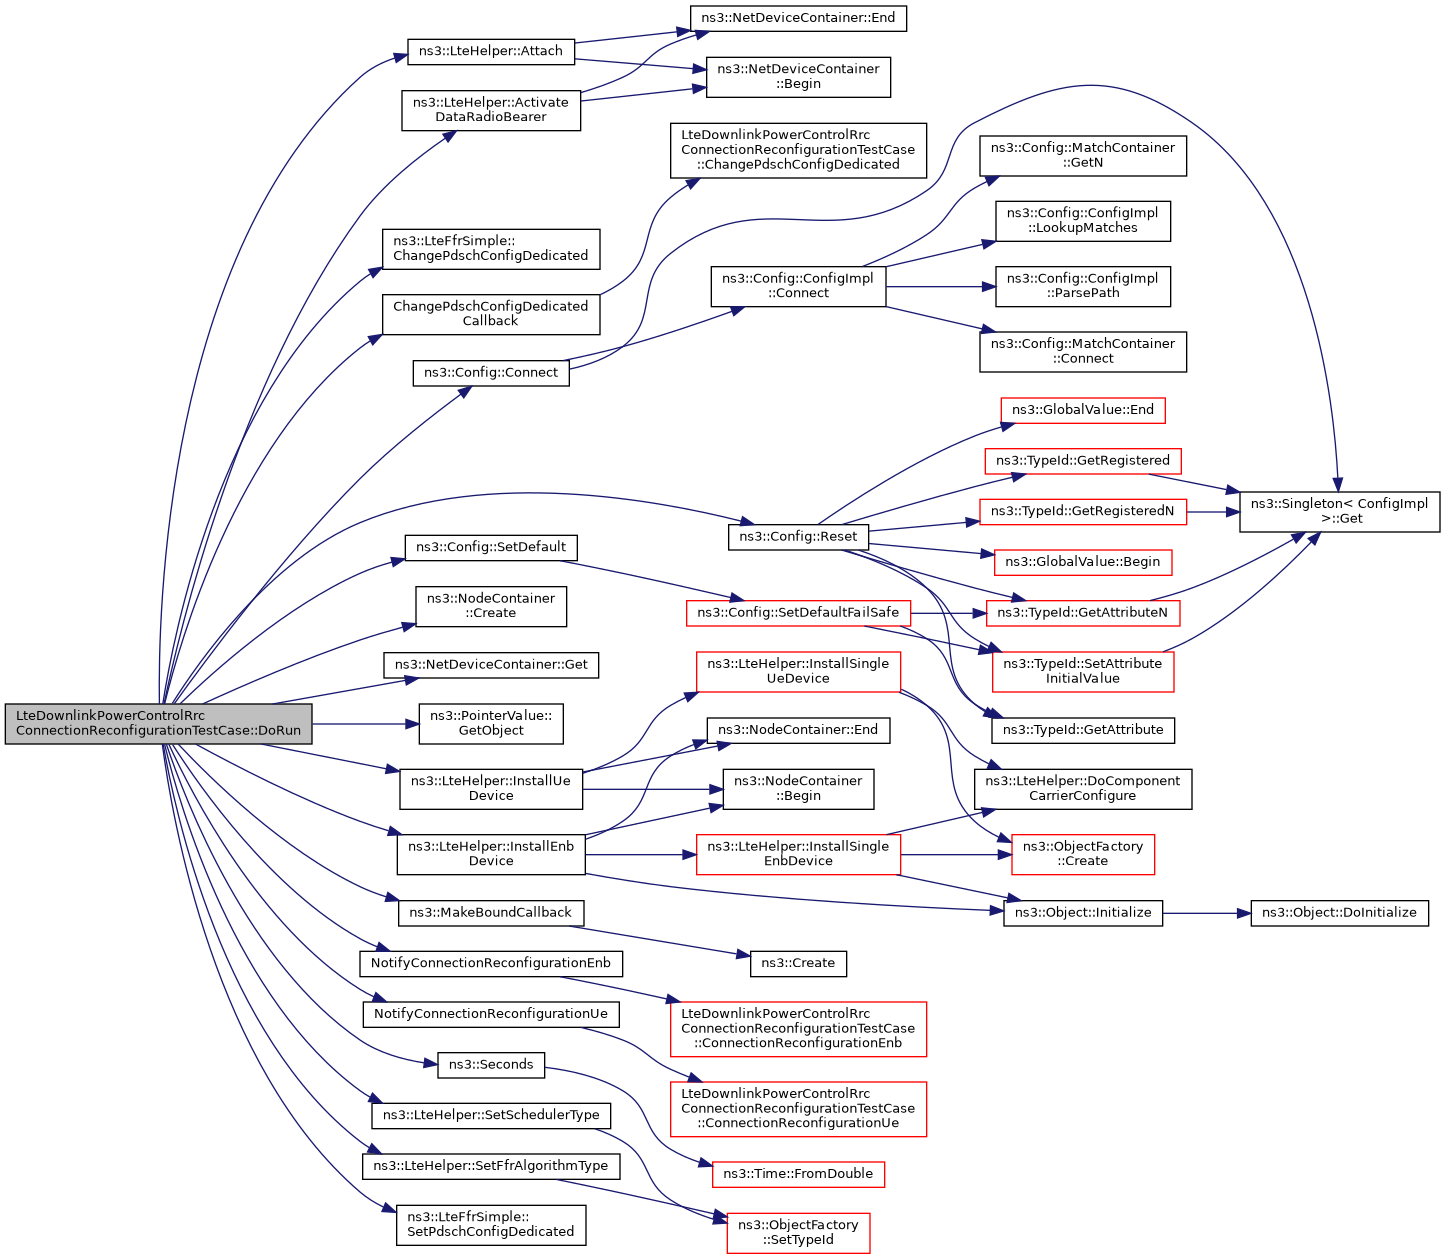 ns3::NetDeviceContainer::End
ns3::LteHelper::Attach
ns3::NetDeviceContainer
::Begin
ns3::LteHelper::Activate
DataRadioBearer
LteDownlinkPowerControlRrc
ConnectionReconfigurationTestCase
::ChangePdschConfigDedicated
ns3::Config::MatchContainer
::GetN
ns3::Config::ConfigImpl
::LookupMatches
ns3::LteFfrSimple::
ChangePdschConfigDedicated
ns3::Config::ConfigImpl
::Connect
ns3::Config::ConfigImpl
::ParsePath
ChangePdschConfigDedicated
Callback
ns3::Config::MatchContainer
::Connect
ns3::Config::Connect
ns3::GlobalValue::End
ns3::TypeId::GetRegistered
ns3::TypeId::GetRegisteredN
ns3::Singleton< ConfigImpl
>::Get
ns3::Config::Reset
ns3::Config::SetDefault
ns3::GlobalValue::Begin
ns3::NodeContainer
::Create
ns3::Config::SetDefaultFailSafe
ns3::TypeId::GetAttributeN
ns3::NetDeviceContainer::Get
ns3::LteHelper::InstallSingle
UeDevice
ns3::TypeId::SetAttribute
InitialValue
LteDownlinkPowerControlRrc
ConnectionReconfigurationTestCase::DoRun
ns3::PointerValue::
GetObject
ns3::NodeContainer::End
ns3::TypeId::GetAttribute
ns3::LteHelper::InstallUe
Device
ns3::NodeContainer
::Begin
ns3::LteHelper::DoComponent
CarrierConfigure
ns3::LteHelper::InstallEnb
Device
ns3::LteHelper::InstallSingle
EnbDevice
ns3::ObjectFactory
::Create
ns3::MakeBoundCallback
ns3::Object::Initialize
ns3::Object::DoInitialize
NotifyConnectionReconfigurationEnb
ns3::Create
NotifyConnectionReconfigurationUe
LteDownlinkPowerControlRrc
ConnectionReconfigurationTestCase
::ConnectionReconfigurationEnb
ns3::Seconds
LteDownlinkPowerControlRrc
ConnectionReconfigurationTestCase
::ConnectionReconfigurationUe
ns3::LteHelper::SetSchedulerType
ns3::LteHelper::SetFfrAlgorithmType
ns3::Time::FromDouble
ns3::LteFfrSimple::
SetPdschConfigDedicated
ns3::ObjectFactory
::SetTypeId